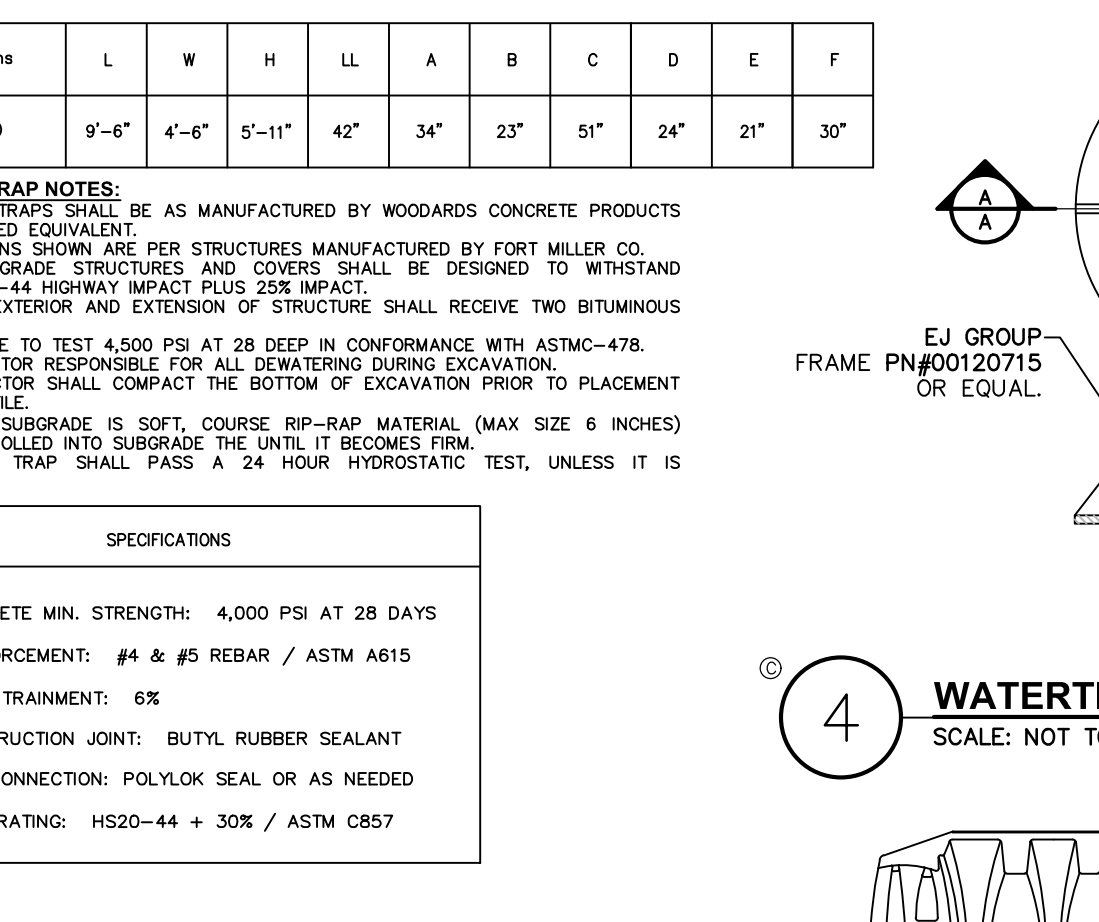 L W H LL A B C D E F
9'-6" 4'-6" 5'-11" 42" 34" 23" 51" 24" 21" 30"
RAP NOTES:
TRAPS SHALL BE AS MANUFACTURED BY WOODARDS CONCRETE PRODUCTS
ED EQUIVALENT.
NS SHOWN ARE PER STRUCTURES MANUFACTURED BY FORT MILLER CO.
GRADE STRUCTURES AND COVERS SHALL BE DESIGNED TO WITHSTAND
-44 HIGHWAY IMPACT PLUS 25% IMPACT.
EXTERIOR AND EXTENSION OF STRUCTURE SHALL RECEIVE TWO BITUMINOUS
E TO TEST 4,500 PSI AT 28 DEEP IN CONFORMANCE WITH ASTMC-478.
TOR RESPONSIBLE FOR ALL DEWATERING DURING EXCAVATION.
CTOR SHALL COMPACT THE BOTTOM OF EXCAVATION PRIOR TO PLACEMENT
ILE.
SUBGRADE IS SOFT, COURSE RIP-RAP MATERIAL (MAX SIZE 6 INCHES)
OLLED INTO SUBGRADE THE UNTIL IT BECOMES FIRM.
TRAP SHALL PASS A 24 HOUR HYDROSTATIC TEST, UNLESS IT IS
A
A
EJ GROUP
FRAME PN#00120715
OR EQUAL.
SPECIFICATIONS
ETE MIN. STRENGTH: 4,000 PSI AT 28 DAYS
RCEMENT: #4 & #5 REBAR / ASTM A615
TRAINMENT: 6%
RUCTION JOINT: BUTYL RUBBER SEALANT
ONNECTION: POLYLOK SEAL OR AS NEEDED
RATING: HS20-44 + 30% / ASTM C857
©
4
WATERT
SCALE: NOT TO